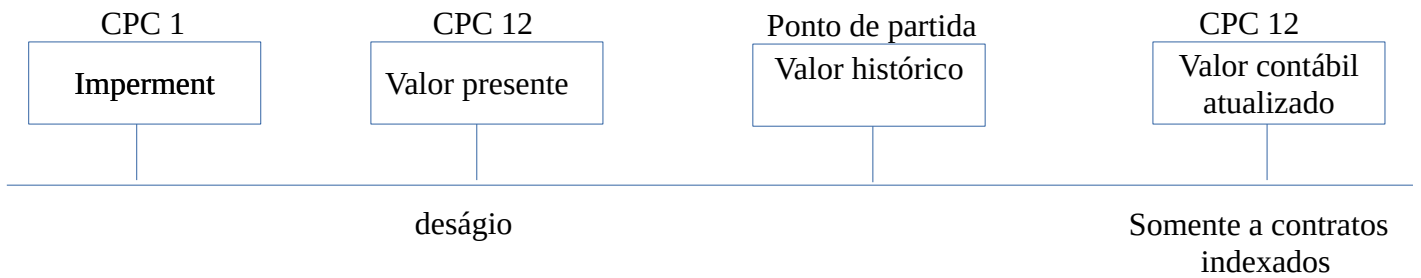 CPC 1
CPC 12
Ponto de partida
CPC 12
Imperment
Valor presente
Valor histórico
Valor contábil
atualizado
deságio
Somente a contratos
indexados